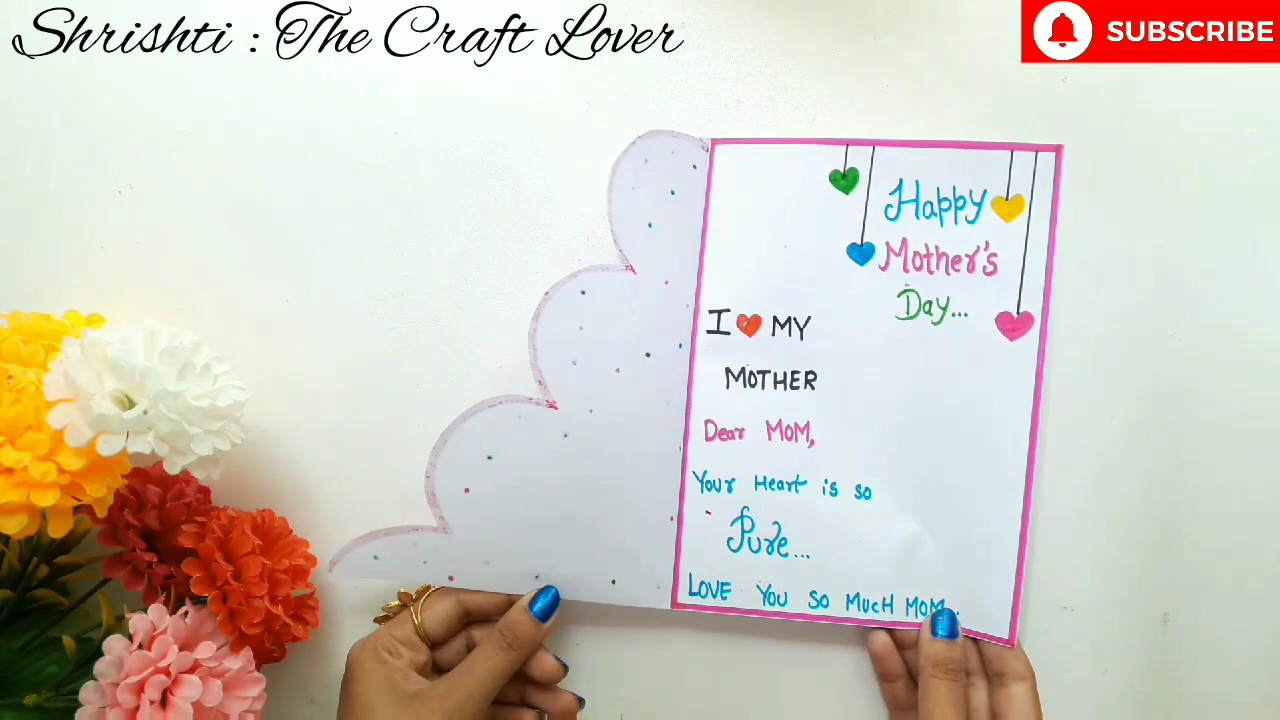 Shrishti : The Craft Lover
SUBSCRIBE
Happy
Mother's
Day...
I MY
MOTHER
Dear MOM,
Your Heart is so
Pure...
LOVE YOU SO MUCH MOM..